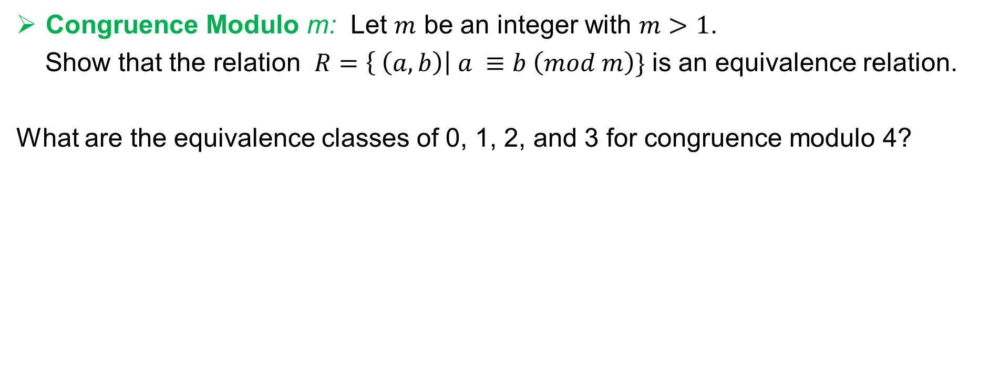 ➢ Congruence Modulo m: Let m be an integer with m > 1.
Show that the relation R = { (a, b)| a ≡ b (mod m)} is an equivalence relation.
What are the equivalence classes of 0, 1, 2, and 3 for congruence modulo 4?